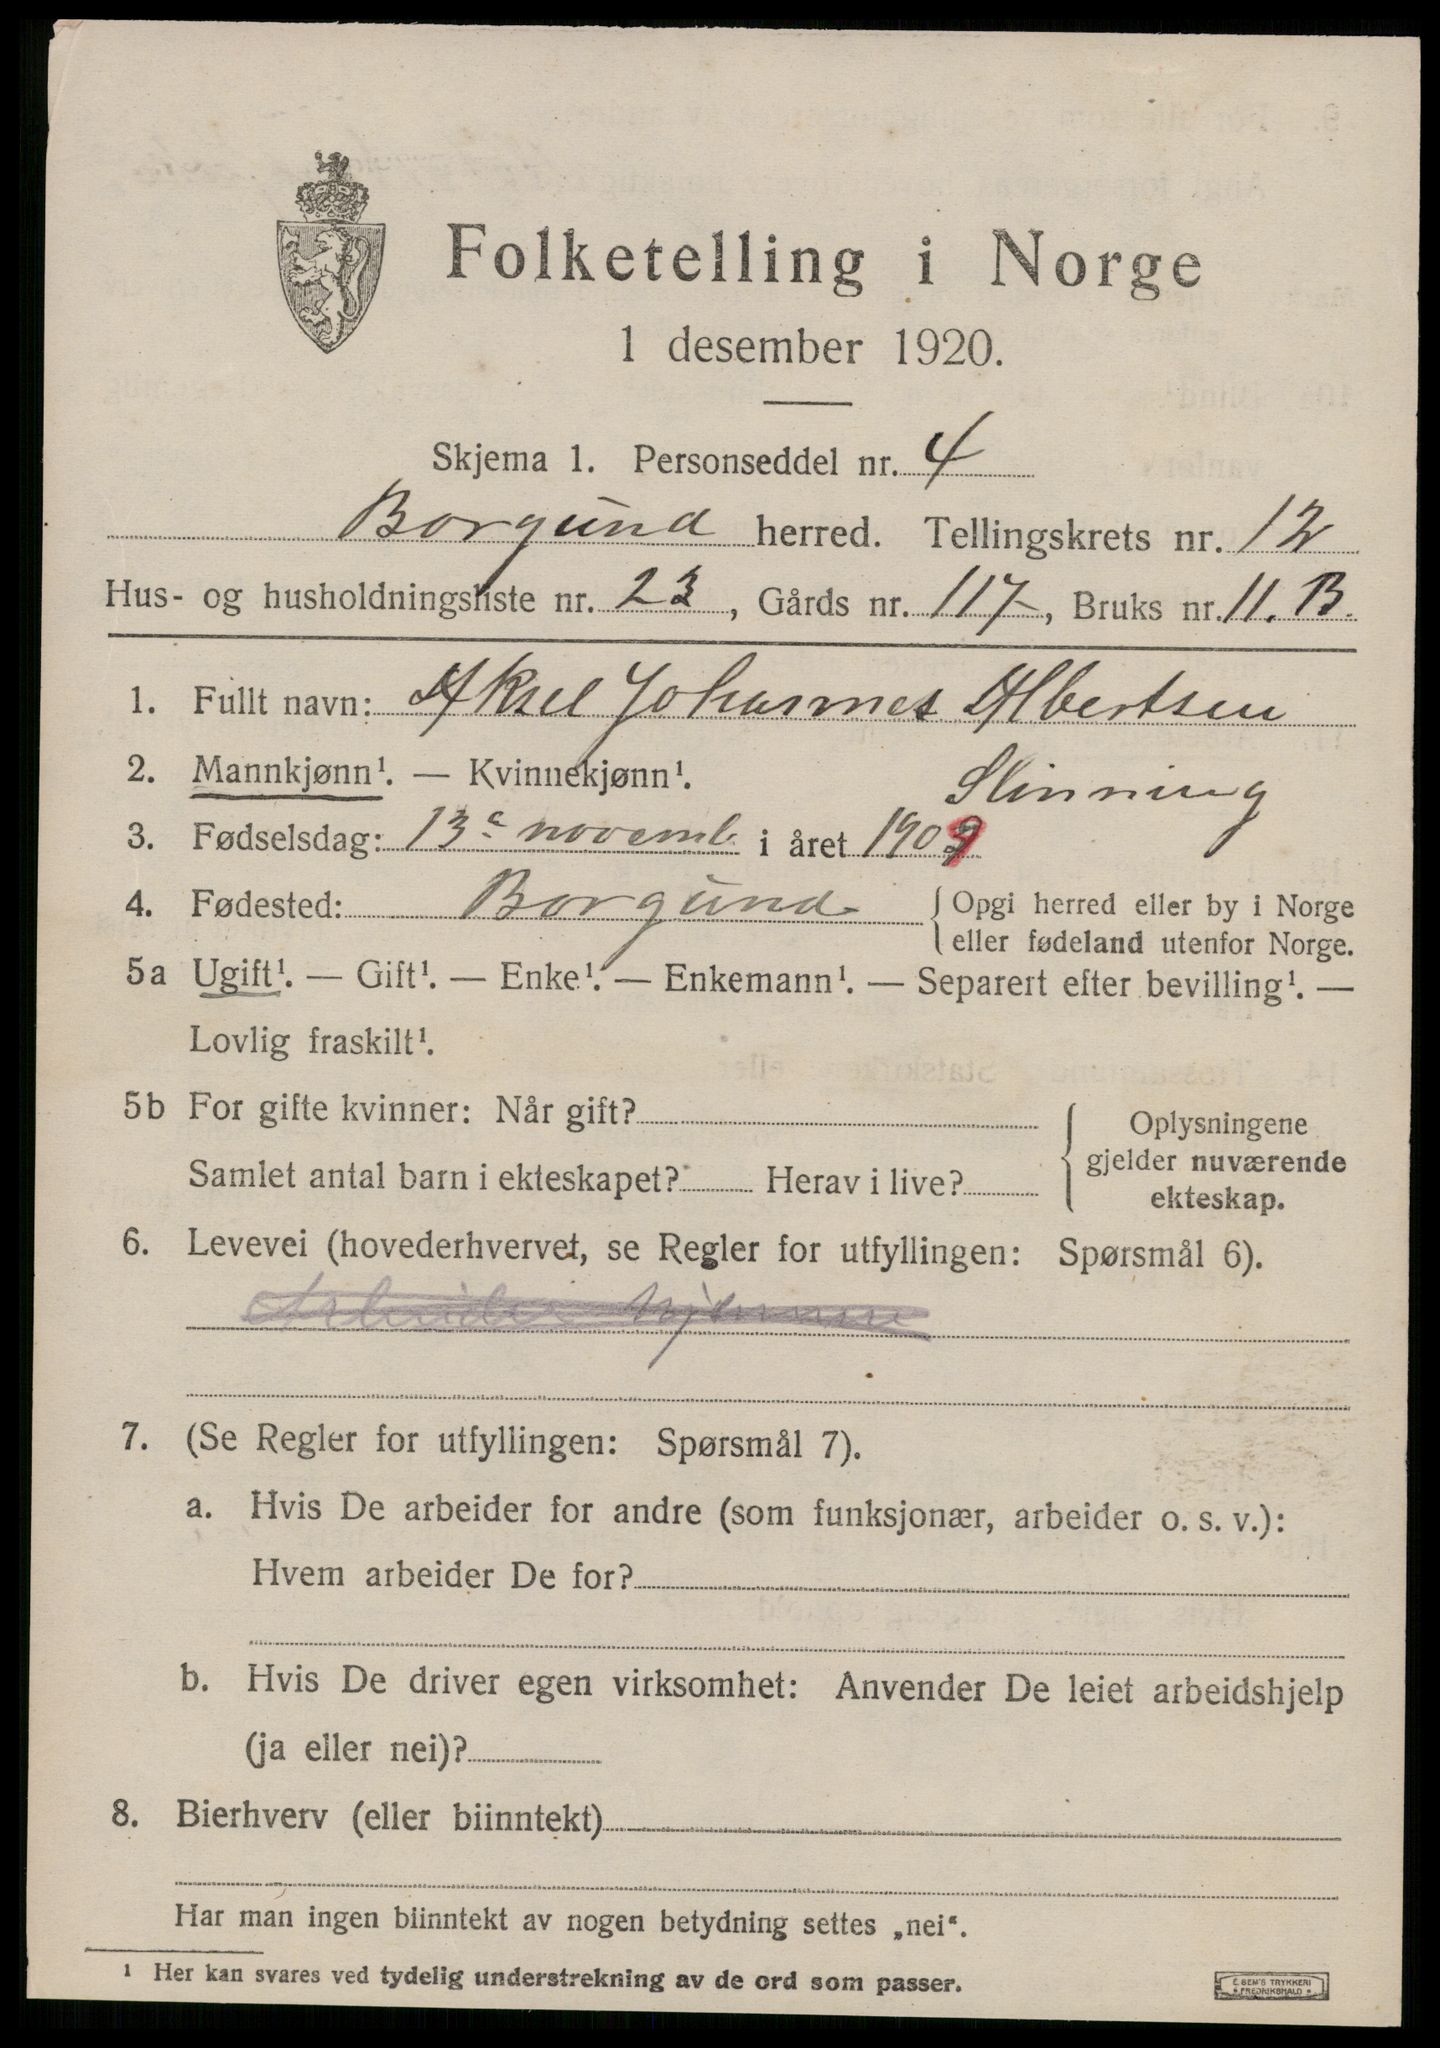 Folketelling i Norge
1 desember 1920.
Skjema 1. Personseddel nr. 4
Borgund herred. Tellingskrets nr. 12
Hus- og husholdningsliste nr. 23, Gårds nr. 117, Bruks nr. 11. B.
1. Fullt navn: Aksel Johannes Albertsen
Slinning
2. Mannkjønn¹. — Kvinnekjønn¹.
3. Fødselsdag: 13de novemb. i året 1909
4. Fødested: Borgund { Opgi herred eller by i Norge
eller fødeland utenfor Norge.
5a Ugift¹. — Gift¹. — Enke¹. — Enkemann¹. — Separert efter bevilling¹. —
Lovlig fraskilt¹.
5b For gifte kvinner: Når gift?
Samlet antal barn i ekteskapet? Herav i live?
{ Oplysningene
gjelder nuværende
ekteskap.
6. Levevei (hovederhvervet, se Regler for utfyllingen: Spørsmål 6).
Arbeider hjemme
7. (Se Regler for utfyllingen: Spørsmål 7).
a. Hvis De arbeider for andre (som funksjonær, arbeider o. s. v.):
Hvem arbeider De for?
b. Hvis De driver egen virksomhet: Anvender De leiet arbeidshjelp
(ja eller nei)?
8. Bierhverv (eller biinntekt)
Har man ingen biinntekt av nogen betydning settes „nei“.
¹ Her kan svares ved tydelig understrekning av de ord som passer.
E. SEM'S TRYKKERI
FREDRIKSHALD